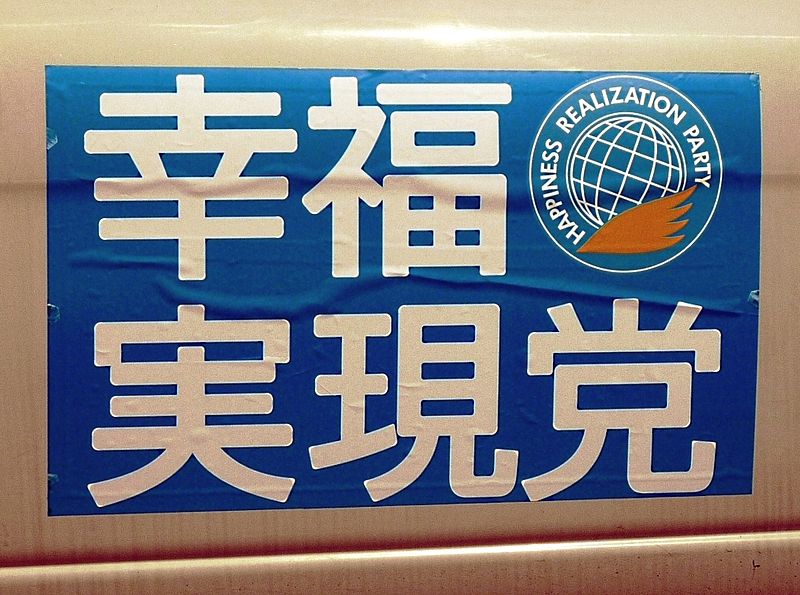 幸福
HAPPINESS REALIZATION PARTY
実現党